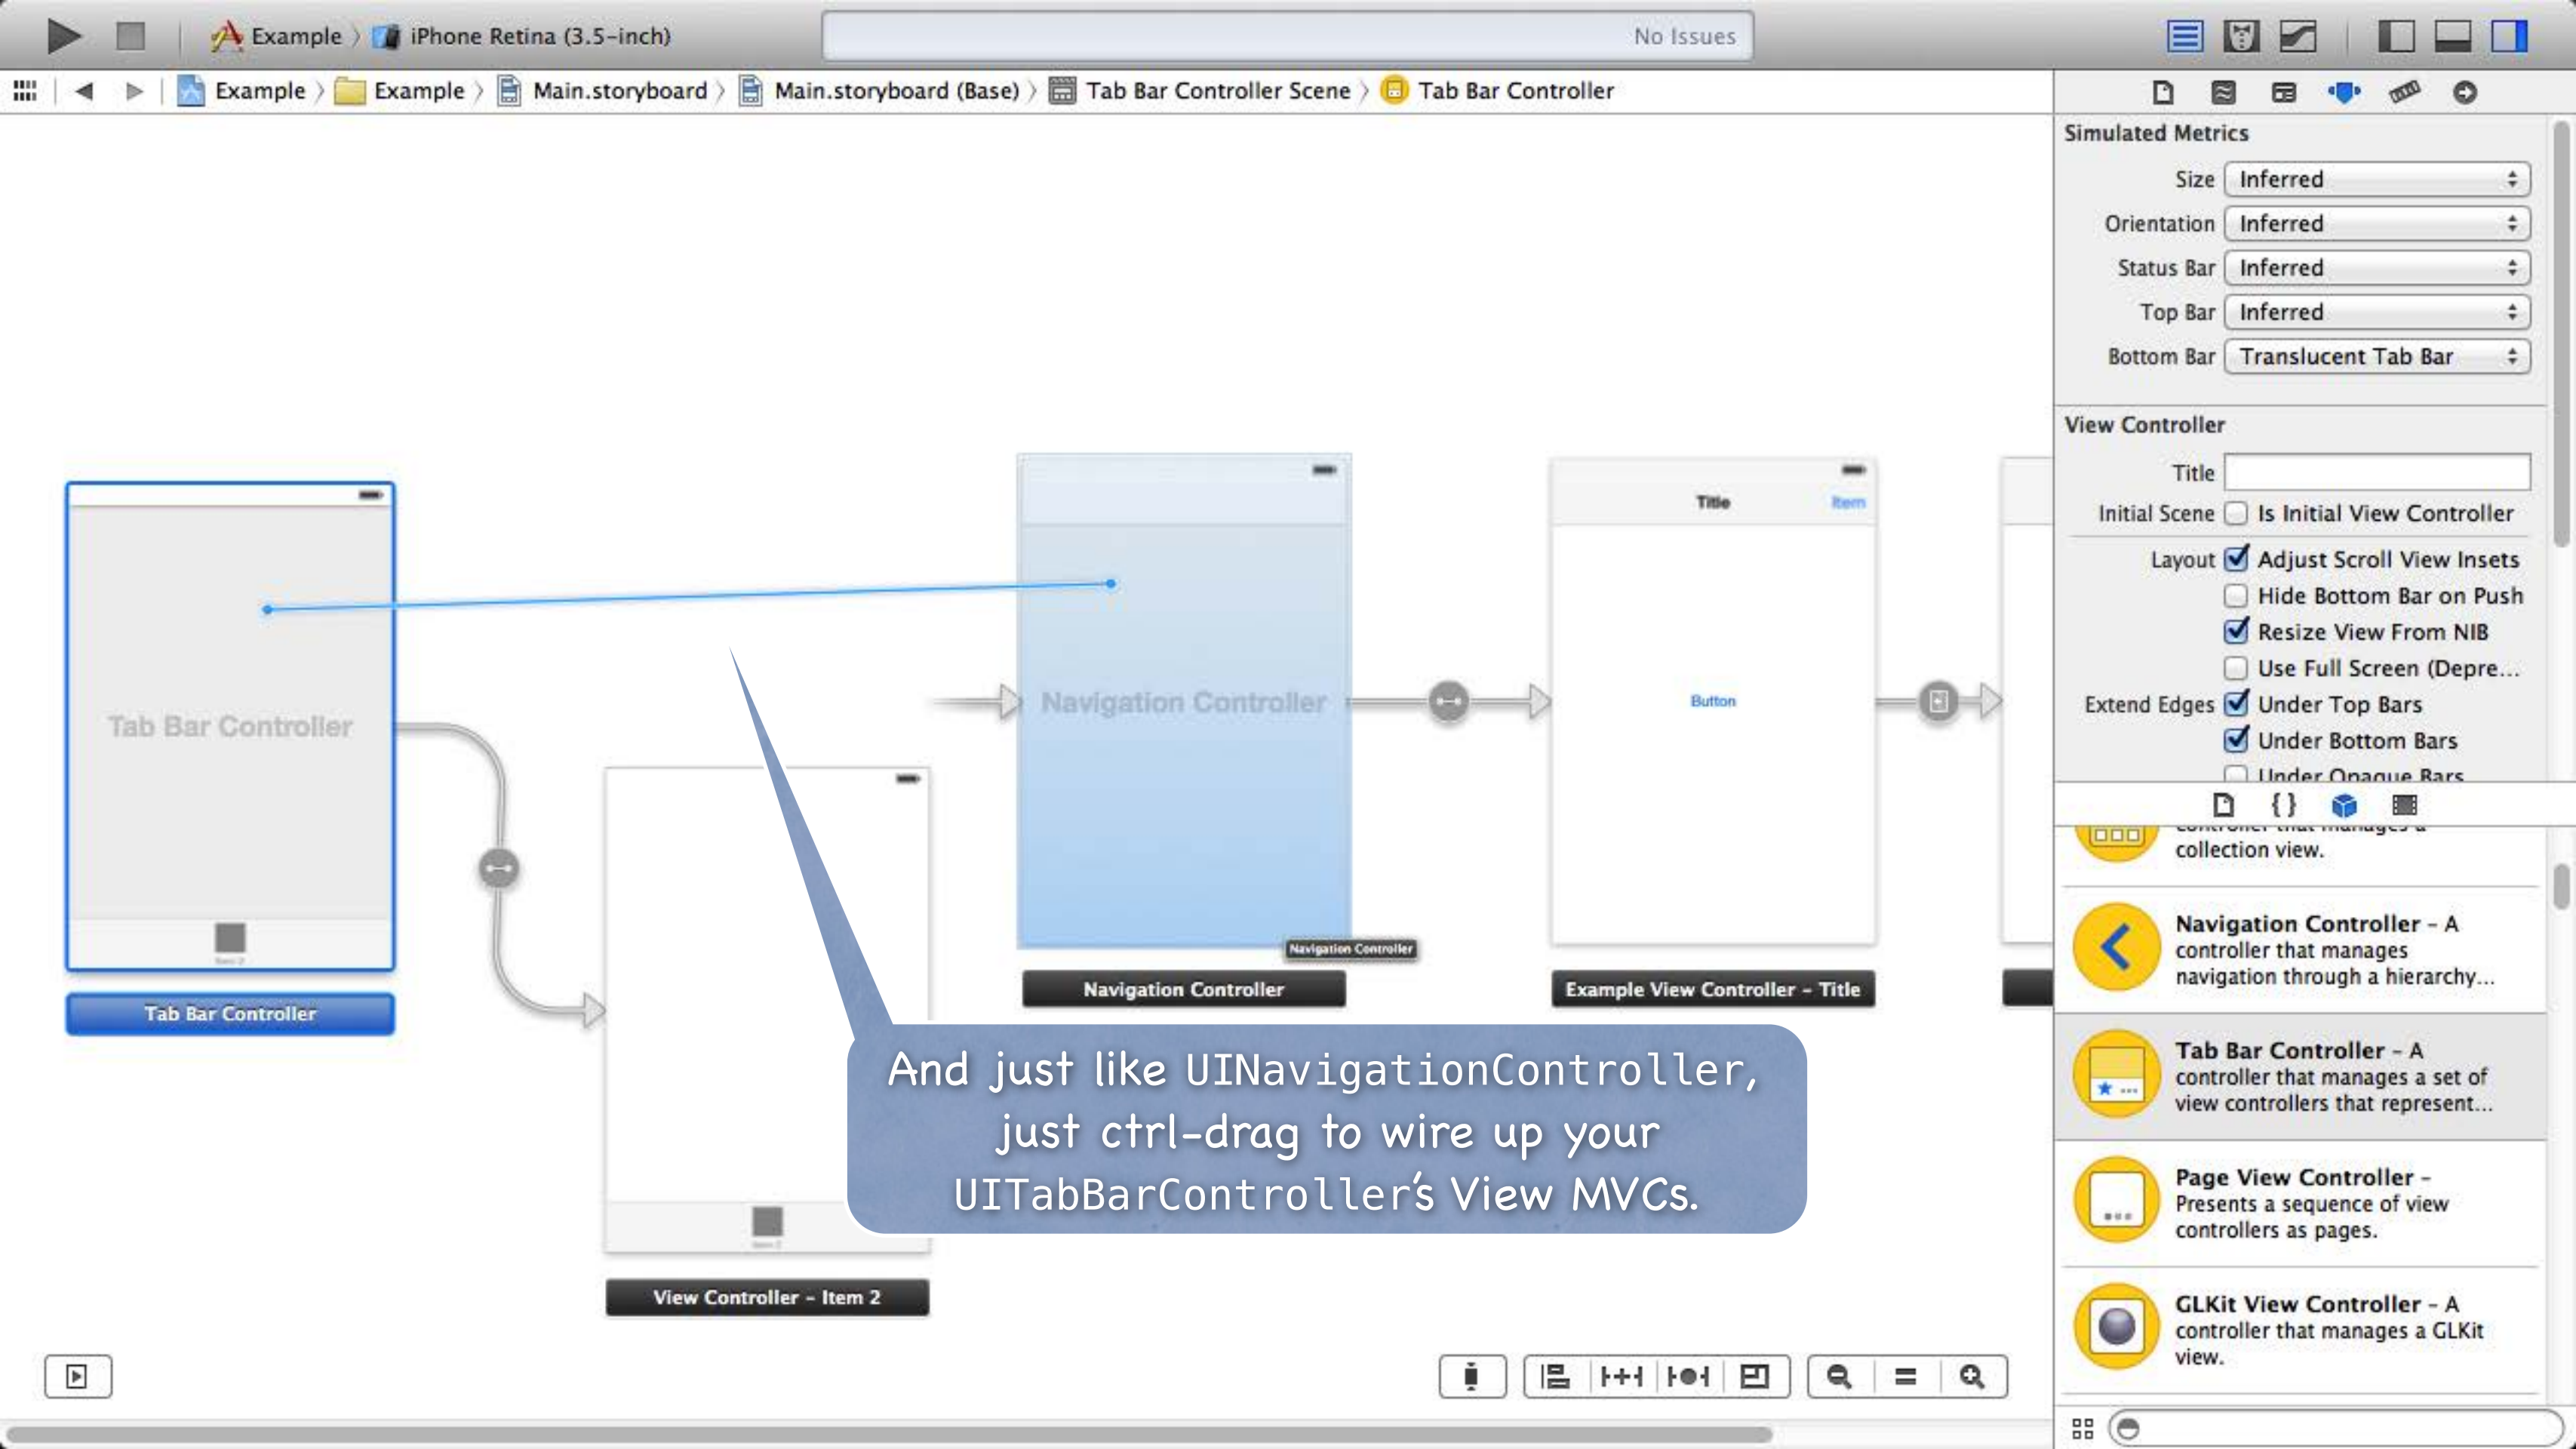 Example
iPhone Retina (3.5-inch)
No Issues
Example
Example
Main.storyboard
Main.storyboard (Base)
Tab Bar Controller Scene
Tab Bar Controller
Simulated Metrics
Size Inferred
Orientation Inferred
Status Bar Inferred
Top Bar Inferred
Bottom Bar Translucent Tab Bar
View Controller
Title
Initial Scene Is Initial View Controller
Layout Adjust Scroll View Insets
Hide Bottom Bar on Push
Resize View From NIB
Use Full Screen (Depre...
Extend Edges Under Top Bars
Under Bottom Bars
Under Opaque Bars
Tab Bar Controller
Tab Bar Controller
Navigation Controller
Navigation Controller
Navigation Controller
Title Item
Button
Example View Controller - Title
View Controller - Item 2
And just like UINavigationController,
just ctrl-drag to wire up your
UITabBarController's View MVCs.
controller that manages a
collection view.
Navigation Controller - A
controller that manages
navigation through a hierarchy...
Tab Bar Controller - A
controller that manages a set of
view controllers that represent...
Page View Controller -
Presents a sequence of view
controllers as pages.
GLKit View Controller - A
controller that manages a GLKit
view.